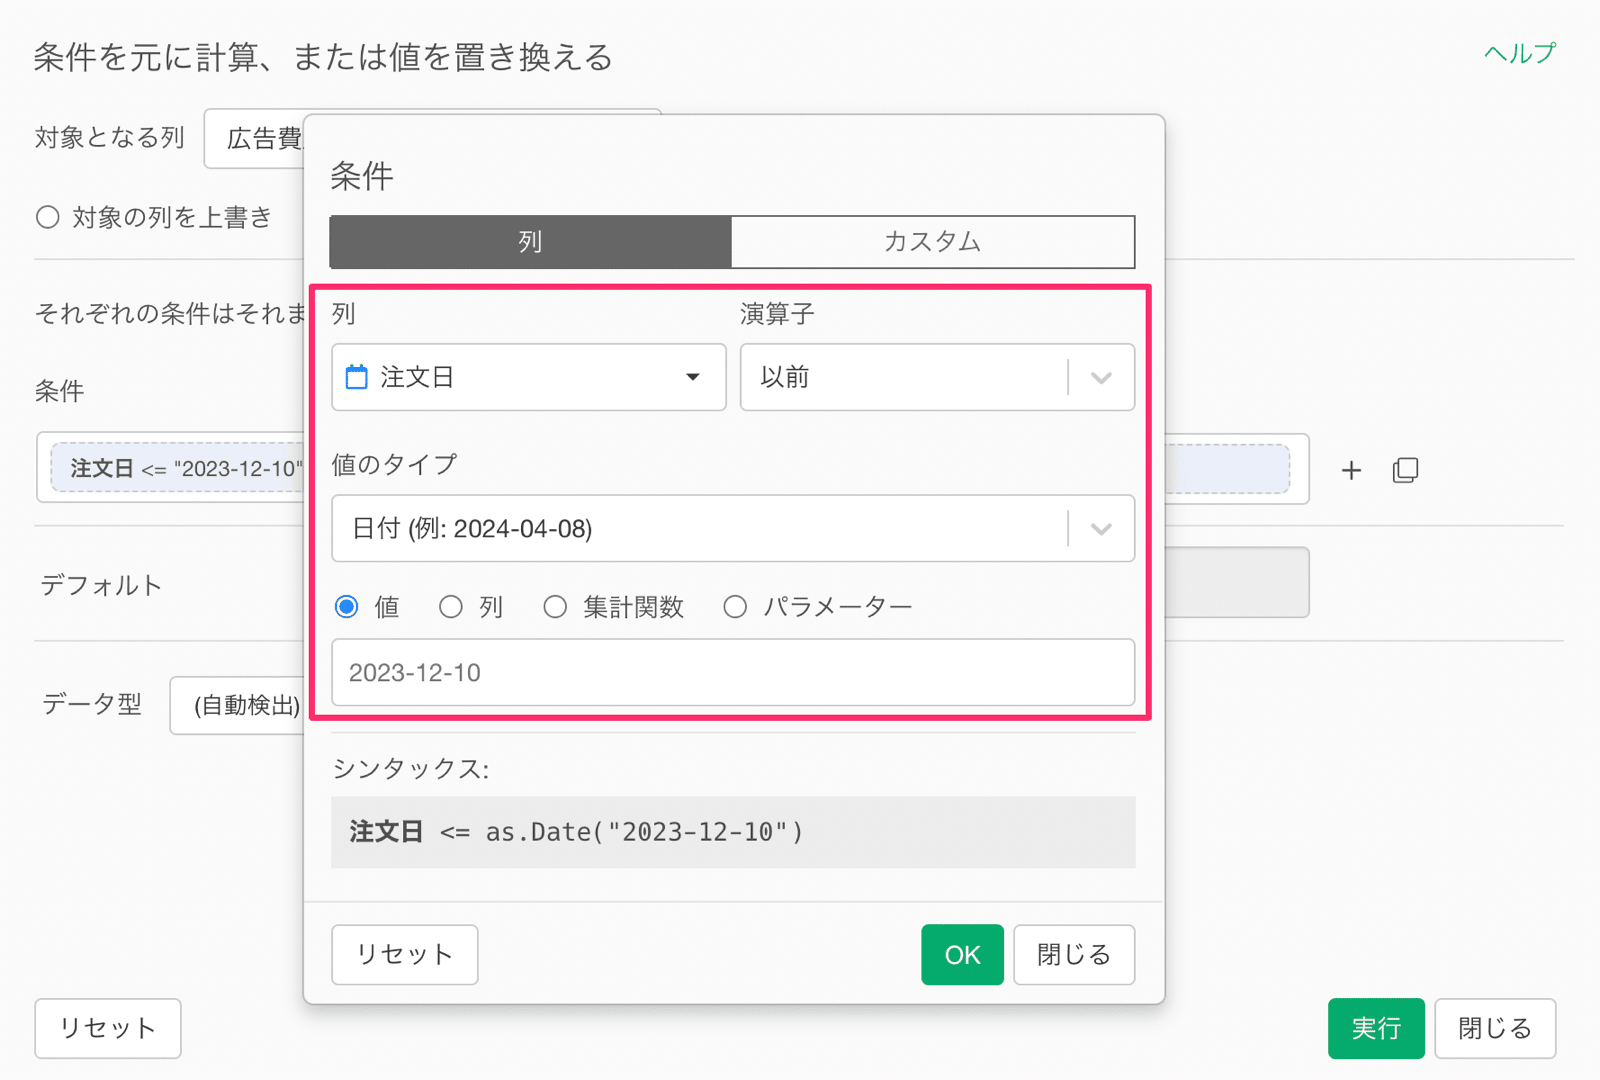 条件を元に計算、または値を置き換える
ヘルプ
対象となる列
広告費
対象の列を上書き
それぞれの条件はそれま
条件
注文日 <= "2023-12-10"
デフォルト
データ型
(自動検出)
条件
列
カスタム
列
演算子
注文日
以前
値のタイプ
日付 (例: 2024-04-08)
値
列
集計関数
パラメーター
2023-12-10
シンタックス:
注文日 <= as.Date("2023-12-10")
リセット
OK
閉じる
リセット
実行
閉じる